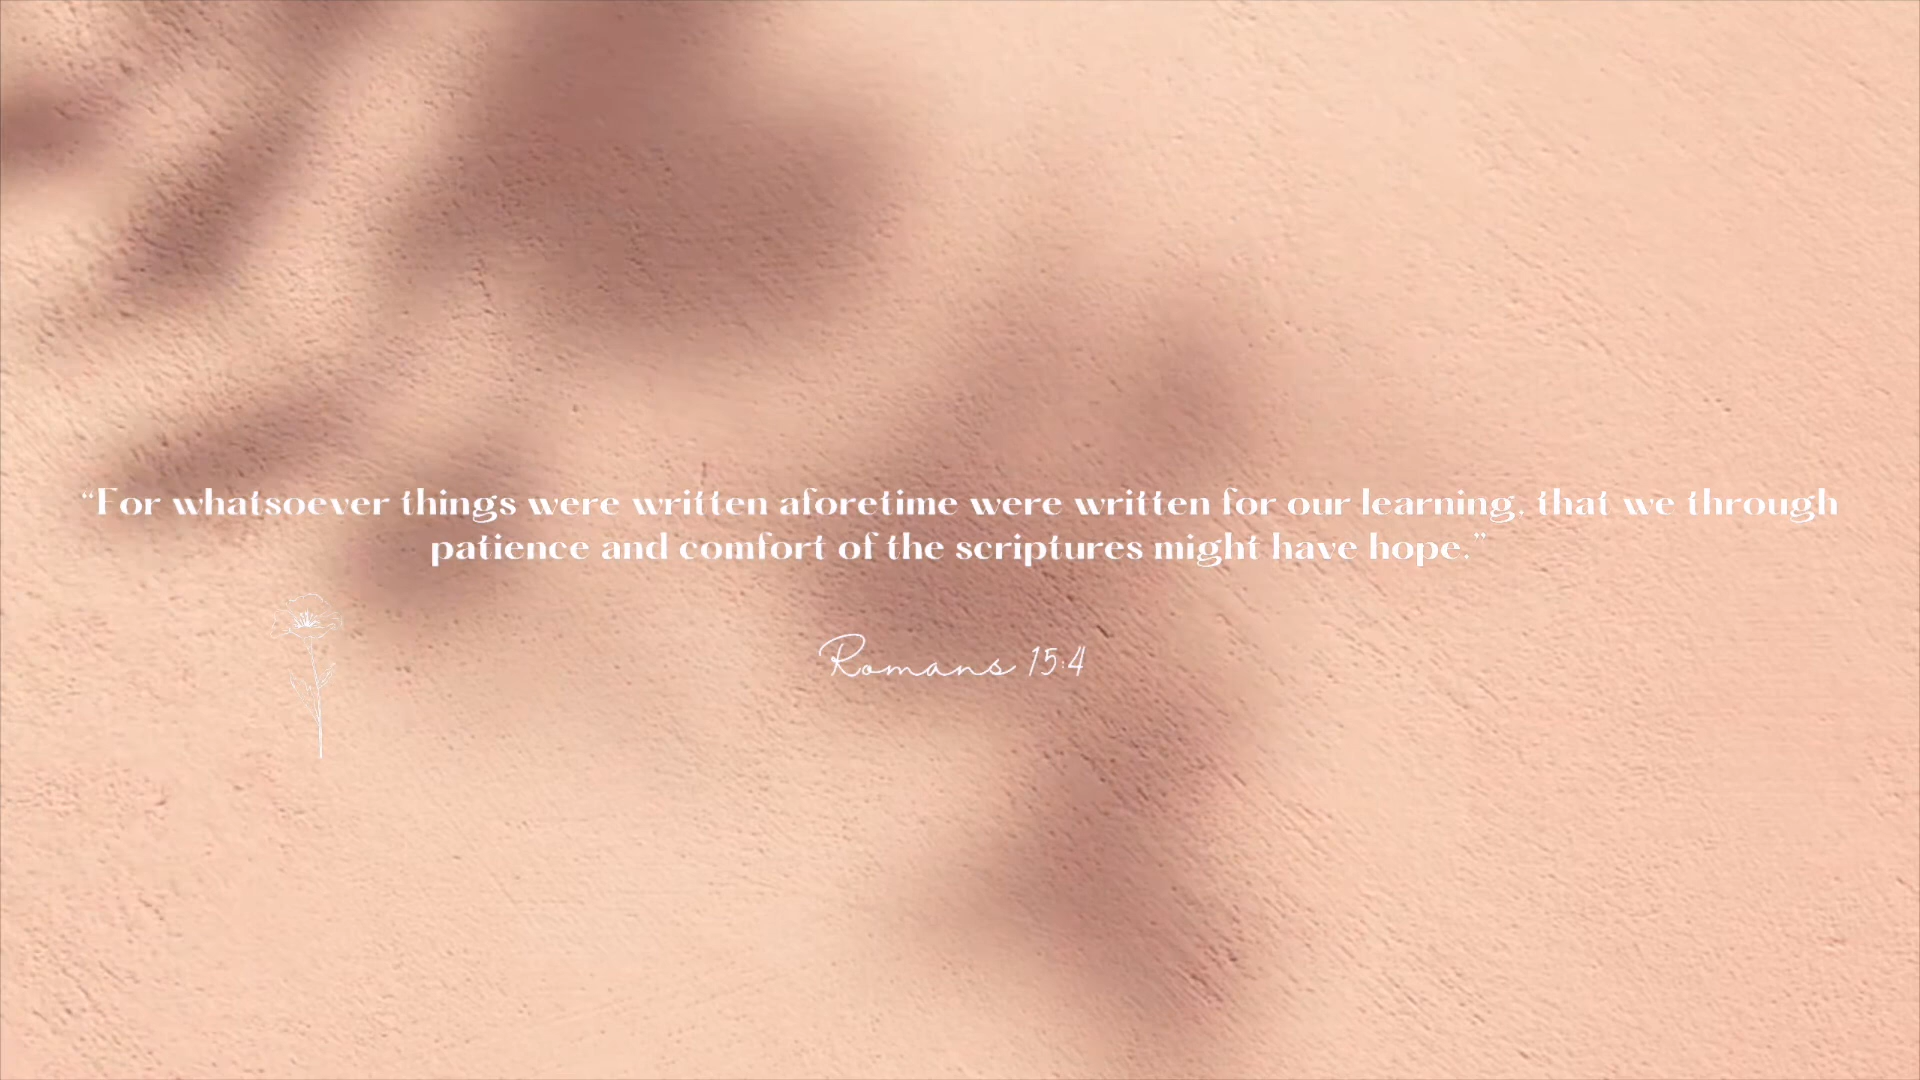 “For whatsoever things were written aforetime were written for our learning, that we through
patience and comfort of the scriptures might have hope.”
Romans 15:4